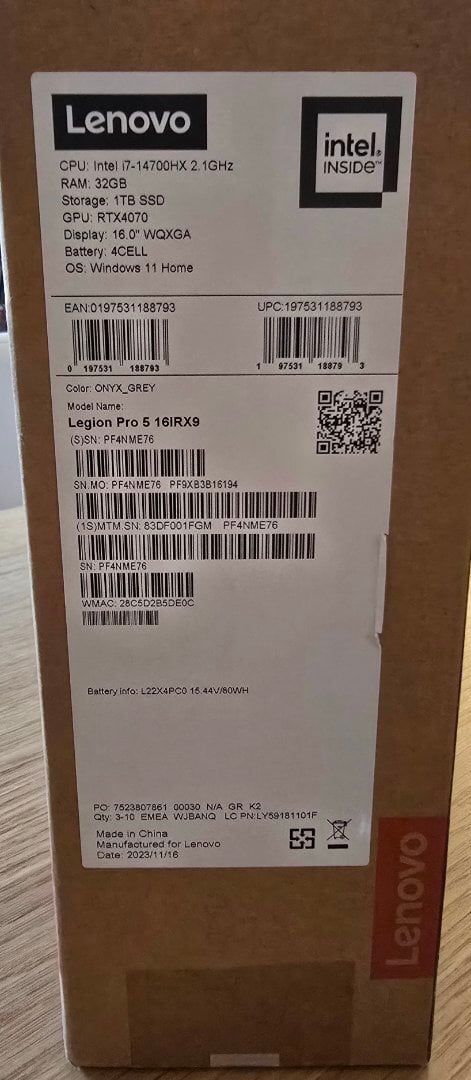 Lenovo
intel.
INSIDE™
CPU: Intel i7-14700HX 2.1GHz
RAM: 32GB
Storage: 1TB SSD
GPU: RTX4070
Display: 16.0" WQXGA
Battery: 4CELL
OS: Windows 11 Home
EAN:0197531188793
UPC:197531188793
0 197531 188793
1 97531 18879 3
Color: ONYX_GREY
Model Name:
Legion Pro 5 16IRX9
(S)SN: PF4NME76
SN.MO: PF4NME76 PF9XB3B16194
(1S)MTM.SN: 83DF001FGM PF4NME76
SN: PF4NME76
WMAC: 28C5D2B5DE0C
Battery info: L22X4PC0 15.44V/80WH
PO: 7523807861 00030 N/A GR K2
Qty: 3-10 EMEA WJBANQ LC PN:LY59181101F
Made in China
Manufactured for Lenovo
Date: 2023/11/16
Lenovo